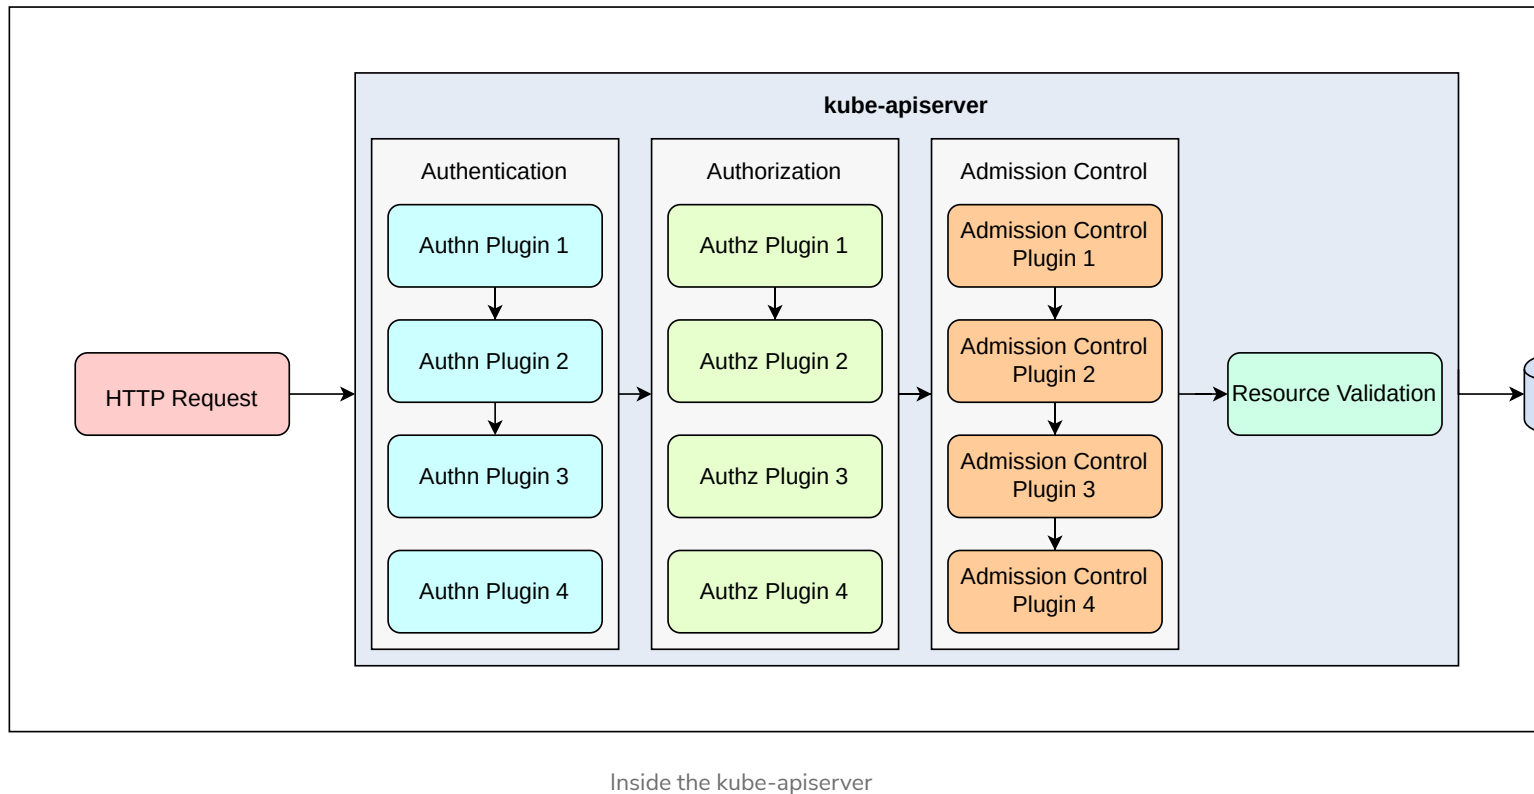 kube-apiserver
HTTP Request
Authentication
Authn Plugin 1
Authn Plugin 2
Authn Plugin 3
Authn Plugin 4
Authorization
Authz Plugin 1
Authz Plugin 2
Authz Plugin 3
Authz Plugin 4
Admission Control
Admission Control
Plugin 1
Admission Control
Plugin 2
Admission Control
Plugin 3
Admission Control
Plugin 4
Resource Validation
Inside the kube-apiserver